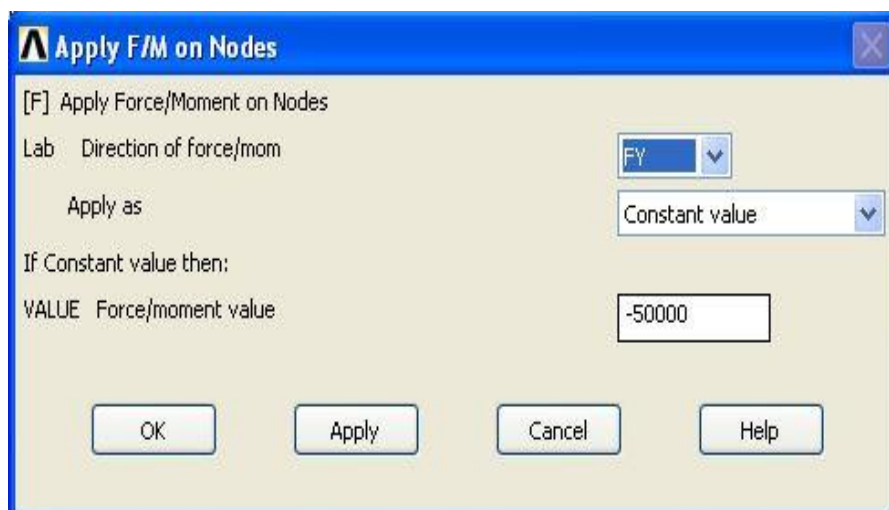 Apply F/M on Nodes
[F] Apply Force/Moment on Nodes
Lab Direction of force/mom FY
Apply as Constant value
If Constant value then:
VALUE Force/moment value -50000
OK Apply Cancel Help